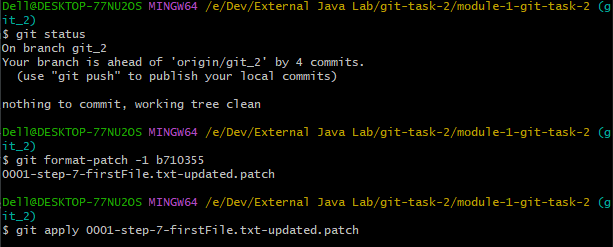 Dell@DESKTOP-77NU2OS MINGW64 /e/Dev/External Java Lab/git-task-2/module-1-git-task-2 (g
it_2)
$ git status
On branch git_2
Your branch is ahead of 'origin/git_2' by 4 commits.
  (use "git push" to publish your local commits)

nothing to commit, working tree clean

Dell@DESKTOP-77NU2OS MINGW64 /e/Dev/External Java Lab/git-task-2/module-1-git-task-2 (g
it_2)
$ git format-patch -1 b710355
0001-step-7-firstFile.txt-updated.patch

Dell@DESKTOP-77NU2OS MINGW64 /e/Dev/External Java Lab/git-task-2/module-1-git-task-2 (g
it_2)
$ git apply 0001-step-7-firstFile.txt-updated.patch